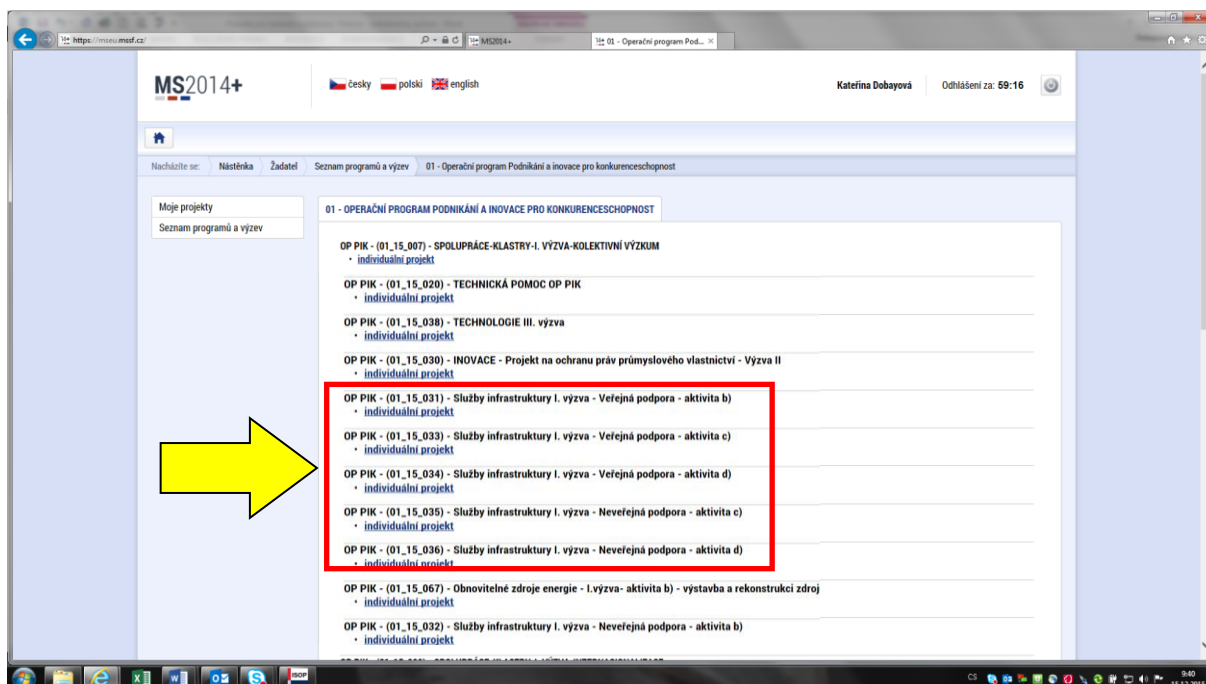 https://mseu.mssf.cz/
MS2014+
01 - Operační program Pod...
MS2014+
česky polski english
Kateřina Dobayová
Odhlášení za: 59:16
Nacházíte se: Nástěnka Žadatel Seznam programů a výzev 01 - Operační program Podnikání a inovace pro konkurenceschopnost
Moje projekty
Seznam programů a výzev
01 - OPERAČNÍ PROGRAM PODNIKÁNÍ A INOVACE PRO KONKURENCESCHOPNOST
OP PIK - (01_15_007) - SPOLUPRÁCE-KLASTRY-I. VÝZVA-KOLEKTIVNÍ VÝZKUM
• individuální projekt
OP PIK - (01_15_020) - TECHNICKÁ POMOC OP PIK
• individuální projekt
OP PIK - (01_15_038) - TECHNOLOGIE III. výzva
• individuální projekt
OP PIK - (01_15_030) - INOVACE - Projekt na ochranu práv průmyslového vlastnictví - Výzva II
• individuální projekt
OP PIK - (01_15_031) - Služby infrastruktury I. výzva - Veřejná podpora - aktivita b)
• individuální projekt
OP PIK - (01_15_033) - Služby infrastruktury I. výzva - Veřejná podpora - aktivita c)
• individuální projekt
OP PIK - (01_15_034) - Služby infrastruktury I. výzva - Veřejná podpora - aktivita d)
• individuální projekt
OP PIK - (01_15_035) - Služby infrastruktury I. výzva - Neveřejná podpora - aktivita c)
• individuální projekt
OP PIK - (01_15_036) - Služby infrastruktury I. výzva - Neveřejná podpora - aktivita d)
• individuální projekt
OP PIK - (01_15_067) - Obnovitelné zdroje energie - I.výzva- aktivita b) - výstavba a rekonstrukci zdroj
• individuální projekt
OP PIK - (01_15_032) - Služby infrastruktury I. výzva - Neveřejná podpora - aktivita b)
• individuální projekt
ISOP
CS
9:40